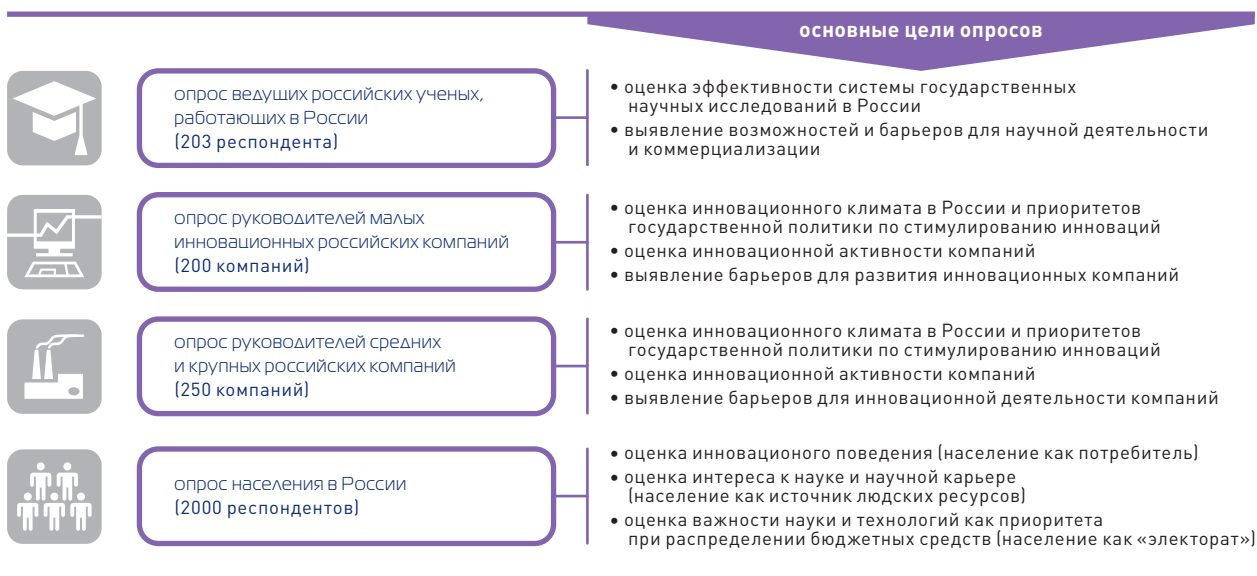 основные цели опросов
опрос ведущих российских ученых,
работающих в России
(203 респондента)
• оценка эффективности системы государственных
научных исследований в России
• выявление возможностей и барьеров для научной деятельности
и коммерциализации
опрос руководителей малых
инновационных российских компаний
(200 компаний)
• оценка инновационного климата в России и приоритетов
государственной политики по стимулированию инноваций
• оценка инновационной активности компаний
• выявление барьеров для развития инновационных компаний
опрос руководителей средних
и крупных российских компаний
(250 компаний)
• оценка инновационного климата в России и приоритетов
государственной политики по стимулированию инноваций
• оценка инновационной активности компаний
• выявление барьеров для инновационной деятельности компаний
опрос населения в России
(2000 респондентов)
• оценка инновационого поведения (население как потребитель)
• оценка интереса к науке и научной карьере
(население как источник людских ресурсов)
• оценка важности науки и технологий как приоритета
при распределении бюджетных средств (население как «электорат»)